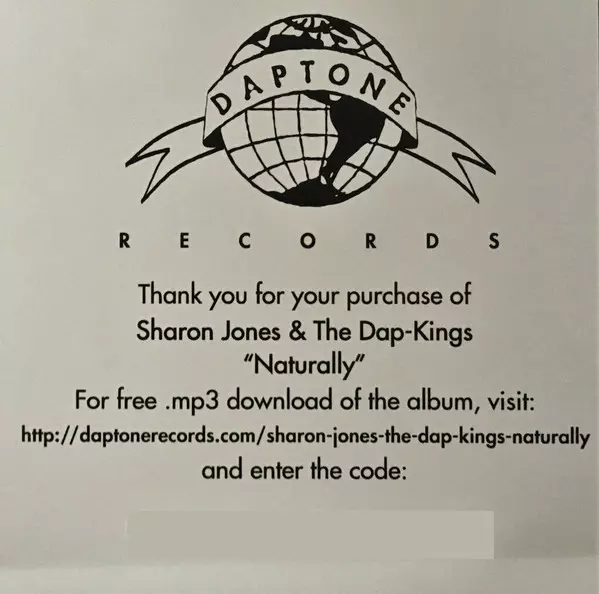 DAPTONE
RECORDS
Thank you for your purchase of
Sharon Jones & The Dap-Kings
“Naturally”
For free .mp3 download of the album, visit:
http://daptonerecords.com/sharon-jones-the-dap-kings-naturally
and enter the code: